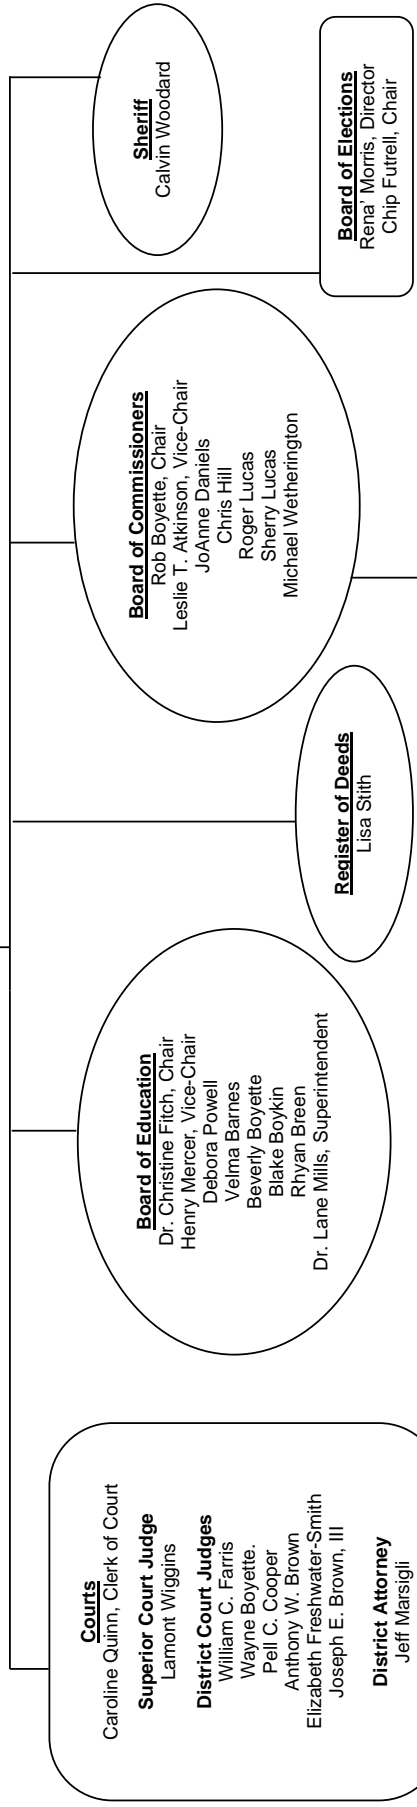 Courts
Caroline Quinn, Clerk of Court
Superior Court Judge
Lamont Wiggins
District Court Judges
William C. Farris
Wayne Boyette.
Pell C. Cooper
Anthony W. Brown
Elizabeth Freshwater-Smith
Joseph E. Brown, III
District Attorney
Jeff Marsigli
Board of Education
Dr. Christine Fitch, Chair
Henry Mercer, Vice-Chair
Debora Powell
Velma Barnes
Beverly Boyette
Blake Boykin
Rhyan Breen
Dr. Lane Mills, Superintendent
Register of Deeds
Lisa Stith
Board of Commissioners
Rob Boyette, Chair
Leslie T. Atkinson, Vice-Chair
JoAnne Daniels
Chris Hill
Roger Lucas
Sherry Lucas
Michael Wetherington
Sheriff
Calvin Woodard
Board of Elections
Rena' Morris, Director
Chip Futrell, Chair